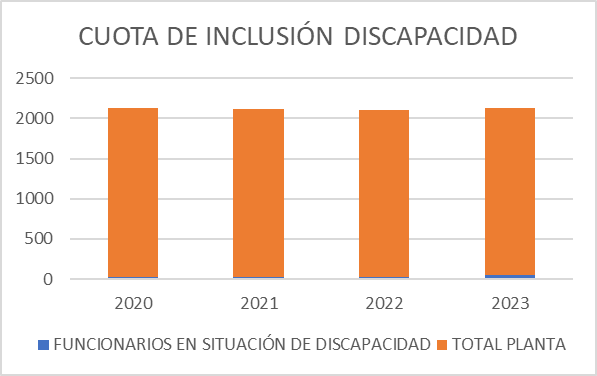 CUOTA DE INCLUSIÓN DISCAPACIDAD
2500
2000
1500
1000
500
0
2020 2021 2022 2023
FUNCIONARIOS EN SITUACIÓN DE DISCAPACIDAD TOTAL PLANTA